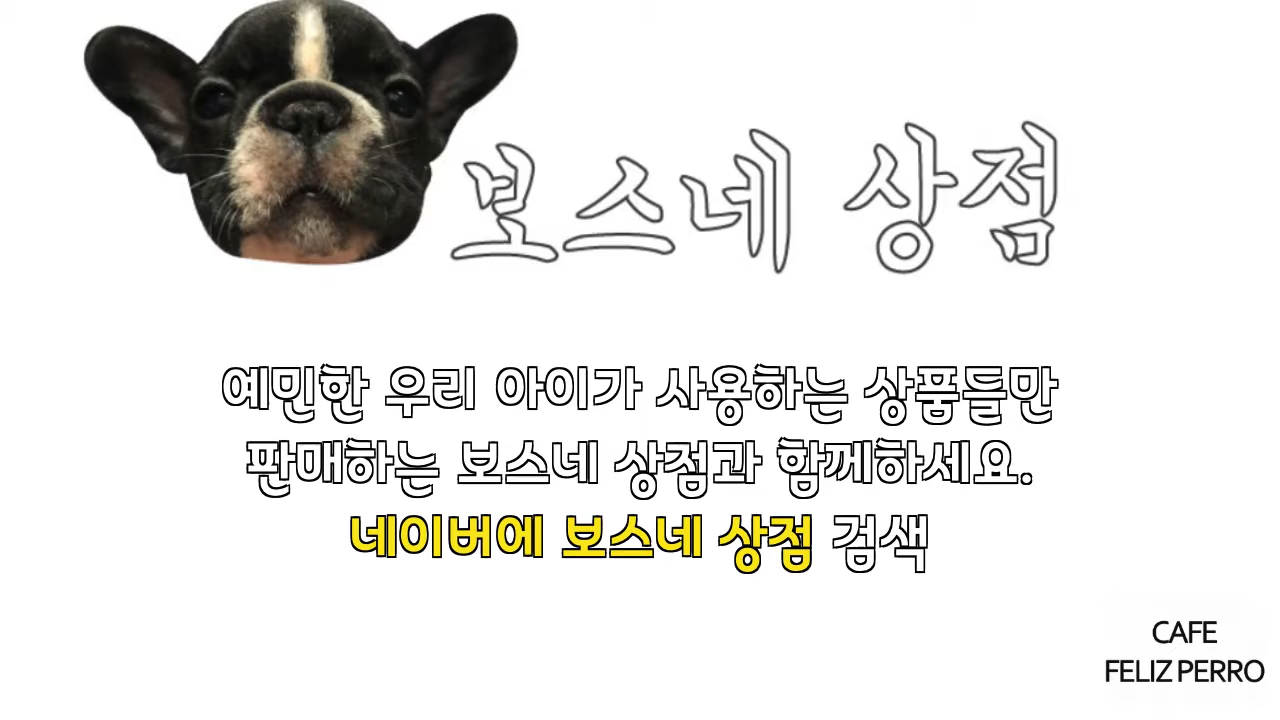 보스네 상점
예민한 우리 아이가 사용하는 상품들만
판매하는 보스네 상점과 함께하세요.
네이버에 보스네 상점 검색
CAFE
FELIZ PERRO